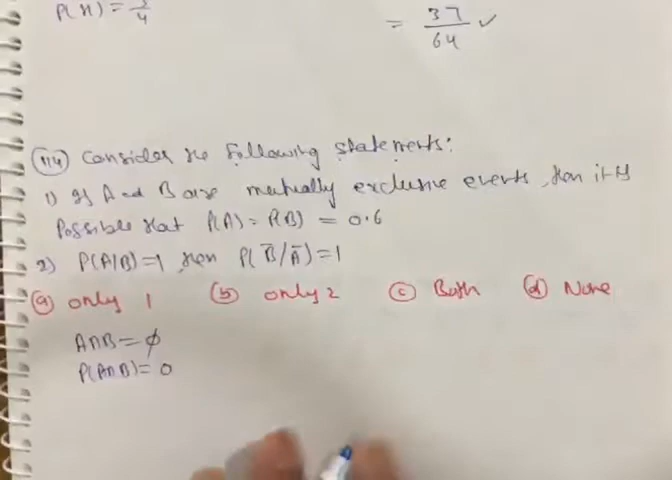 P(H) = 3/4
= 37/64 ✓
(114) Consider the following statements:
1) If A and B are mutually exclusive events, then it is
Possible that P(A) = P(B) = 0.6
2) P(A/B)=1, then P(B̅/A̅)=1
(a) only 1 (b) only 2 (c) Both (d) None
A∩B = ϕ
P(A∩B) = 0